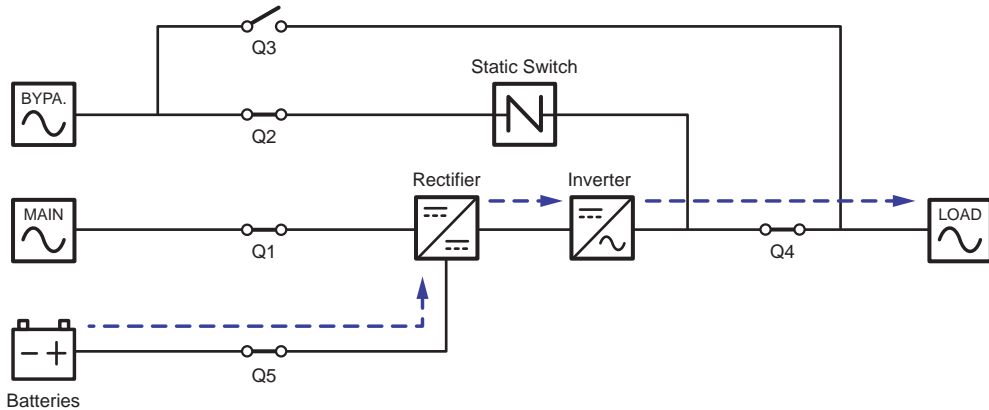 Q3
Static Switch
BYPA.
Q2
Rectifier
Inverter
MAIN
LOAD
Q1
Q4
Q5
Batteries